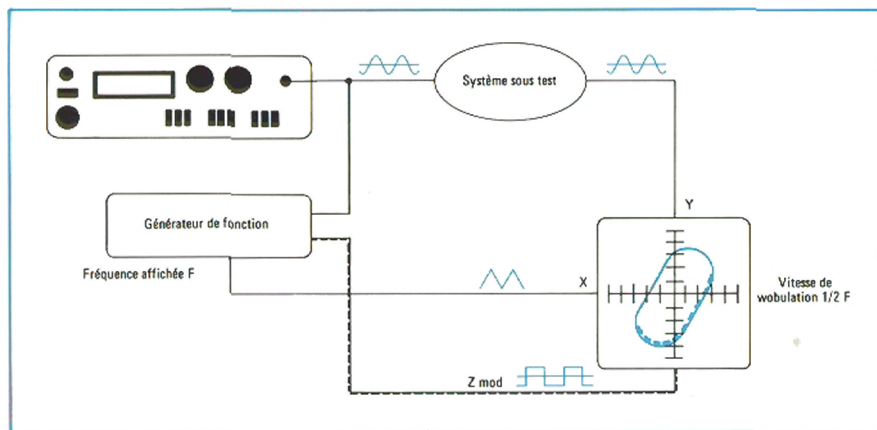 Système sous test
Y
Générateur de fonction
Fréquence affichée F
X
Vitesse de
wobulation 1/2 F
Z mod